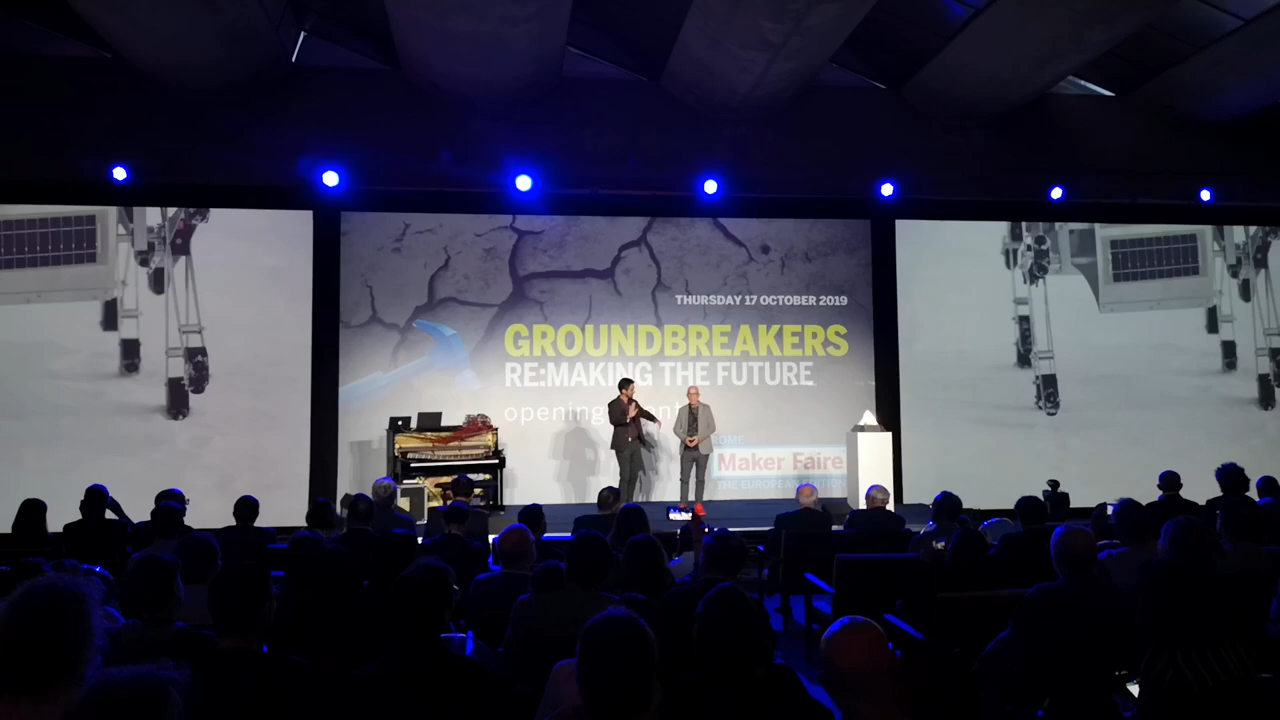 THURSDAY 17 OCTOBER 2019
GROUNDBREAKERS
RE:MAKING THE FUTURE
opening
ROME
Maker Faire
THE EUROPEAN EDITION